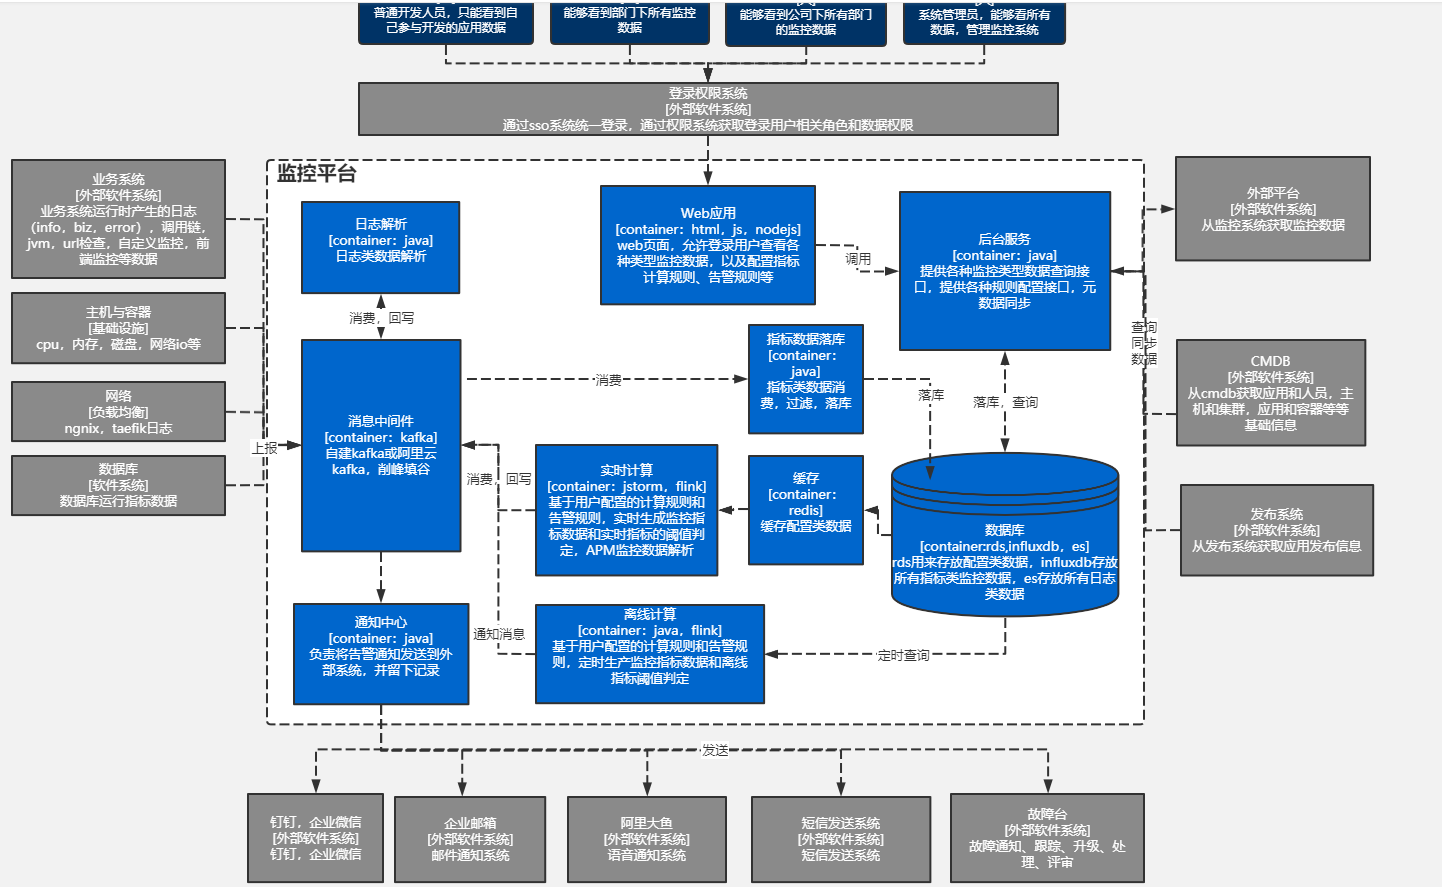 普通开发人员，只能看到自
己参与开发的应用数据
能够看到部门下所有监控
数据
能够看到公司下所有部门
的监控数据
系统管理员，能够看所有
数据，管理监控系统
登录权限系统
[外部软件系统]
通过sso系统统一登录，通过权限系统获取登录用户相关角色和数据权限
监控平台
业务系统
[外部软件系统]
业务系统运行时产生的日志
（info，biz，error），调用链，
jvm，url检查，自定义监控，前
端监控等数据
主机与容器
[基础设施]
cpu，内存，磁盘，网络io等
网络
[负载均衡]
ngnix，taefik日志
数据库
[软件系统]
数据库运行指标数据
上报
日志解析
[container：java]
日志类数据解析
消费，回写
消息中间件
[container：kafka]
自建kafka或阿里云
kafka，削峰填谷
通知中心
[container：java]
负责将告警通知发送到外
部系统，并留下记录
Web应用
[container：html，js，nodejs]
web页面，允许登录用户查看各
种类型监控数据，以及配置指标
计算规则、告警规则等
调用
后台服务
[container：java]
提供各种监控类型数据查询接
口，提供各种规则配置接口，元
数据同步
消费
指标数据落库
[container：
java]
指标类数据消
费，过滤，落库
落库
落库，查询
消费，回写
实时计算
[container：jstorm，flink]
基于用户配置的计算规则和
告警规则，实时生成监控指
标数据和实时指标的阈值判
定，APM监控数据解析
缓存
[container：
redis]
缓存配置类数据
数据库
[container:rds,influxdb，es]
rds用来存放配置类数据，influxdb存放
所有指标类监控数据，es存放所有日志
类数据
通知消息
离线计算
[container：java，flink]
基于用户配置的计算规则和告警规
则，定时生产监控指标数据和离线
指标阈值判定
定时查询
外部平台
[外部软件系统]
从监控系统获取监控数据
查询
同步
数据
CMDB
[外部软件系统]
从cmdb获取应用和人员，主
机和集群，应用和容器等等
基础信息
发布系统
[外部软件系统]
从发布系统获取应用发布信息
发送
钉钉，企业微信
[外部软件系统]
钉钉，企业微信
企业邮箱
[外部软件系统]
邮件通知系统
阿里大鱼
[外部软件系统]
语音通知系统
短信发送系统
[外部软件系统]
短信发送系统
故障台
[外部软件系统]
故障通知、跟踪、升级、处
理、评审